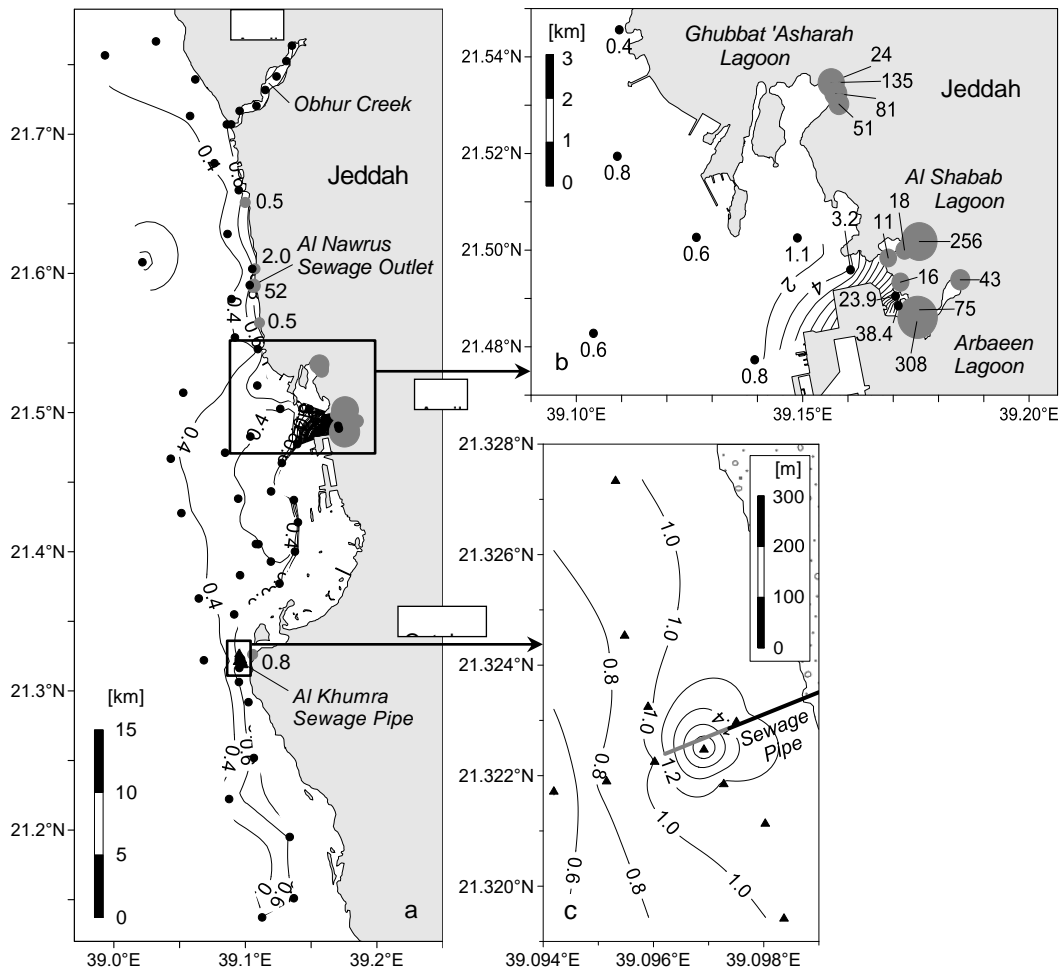 21.7°N
21.6°N
21.5°N
21.4°N
21.3°N
21.2°N
39.0°E
39.1°E
39.2°E
Obhur Creek
Jeddah
0.4
0.5
2.0
Al Nawrus
Sewage Outlet
52
0.4
0.5
0.4
0.4
0.4
0.4
0.8
Al Khumra
Sewage Pipe
0.4
[km]
15
10
5
0
a
21.54°N
21.52°N
21.50°N
21.48°N
39.10°E
39.15°E
39.20°E
[km]
3
2
1
0
0.4
Ghubbat 'Asharah
Lagoon
24
135
81
51
Jeddah
0.8
Al Shabab
Lagoon
3.2
11
18
256
0.6
1.1
2
4
16
43
23.9
75
38.4
308
Arbaeen
Lagoon
0.6
0.8
b
21.328°N
21.326°N
21.324°N
21.322°N
21.320°N
39.094°E
39.096°E
39.098°E
[m]
300
200
100
0
1.0
1.0
0.8
1.0
0.8
1.2
Sewage
Pipe
1.0
0.6
0.8
1.0
c